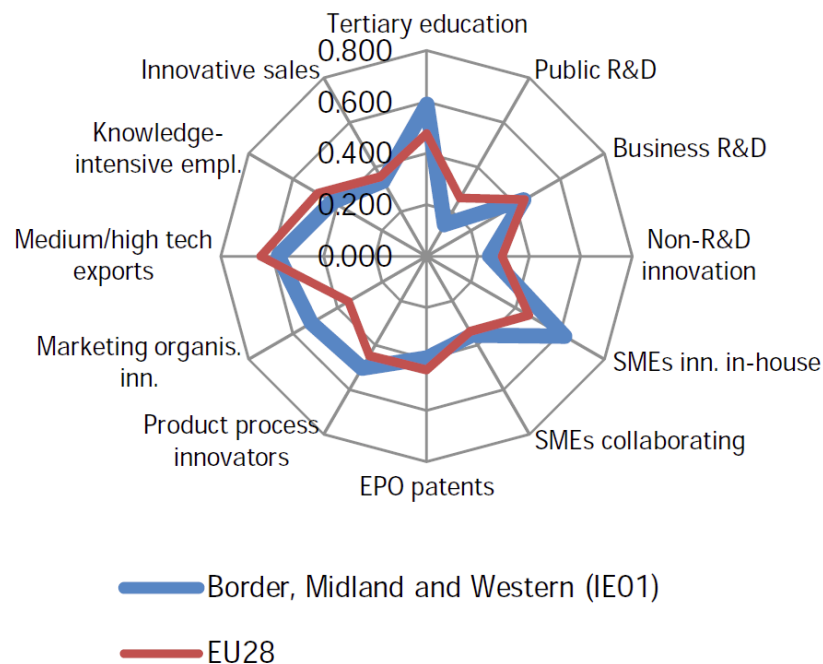 Tertiary education
0.800
Public R&D
0.600
Business R&D
0.400
Non-R&D
innovation
0.200
0.000
SMEs inn. in-house
SMEs collaborating
EPO patents
Product process
innovators
Marketing organis.
inn.
Medium/high tech
exports
Knowledge-
intensive empl.
Innovative sales
Border, Midland and Western (IE01)
EU28